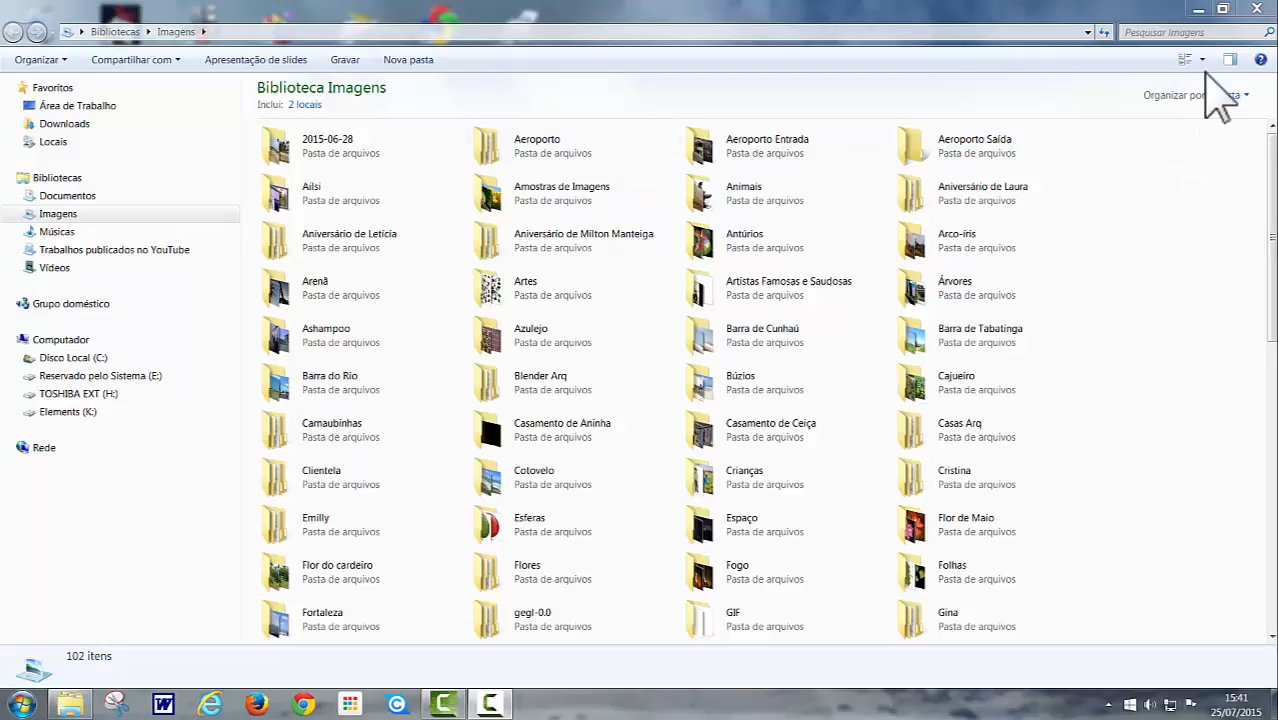 Bibliotecas Imagens
Pesquisar Imagens
Organizar Compartilhar com Apresentação de slides Gravar Nova pasta
Favoritos
Área de Trabalho
Downloads
Locais
Bibliotecas
Documentos
Imagens
Músicas
Trabalhos publicados no YouTube
Vídeos
Grupo doméstico
Computador
Disco Local (C:)
Reservado pelo Sistema (E:)
TOSHIBA EXT (H:)
Elements (K:)
Rede
Biblioteca Imagens
Inclui: 2 locais
Organizar por
2015-06-28 Aeroporto Aeroporto Entrada Aeroporto Saída
Pasta de arquivos Pasta de arquivos Pasta de arquivos Pasta de arquivos
Ailsi Amostras de Imagens Animais Aniversário de Laura
Pasta de arquivos Pasta de arquivos Pasta de arquivos Pasta de arquivos
Aniversário de Letícia Aniversário de Milton Manteiga Antúrios Arco-íris
Pasta de arquivos Pasta de arquivos Pasta de arquivos Pasta de arquivos
Arenã Artes Artistas Famosas e Saudosas Árvores
Pasta de arquivos Pasta de arquivos Pasta de arquivos Pasta de arquivos
Ashampoo Azulejo Barra de Cunhaú Barra de Tabatinga
Pasta de arquivos Pasta de arquivos Pasta de arquivos Pasta de arquivos
Barra do Rio Blender Arq Búzios Cajueiro
Pasta de arquivos Pasta de arquivos Pasta de arquivos Pasta de arquivos
Carnaubinhas Casamento de Aninha Casamento de Ceiça Casas Arq
Pasta de arquivos Pasta de arquivos Pasta de arquivos Pasta de arquivos
Clientela Cotovelo Crianças Cristina
Pasta de arquivos Pasta de arquivos Pasta de arquivos Pasta de arquivos
Emilly Esferas Espaço Flor de Maio
Pasta de arquivos Pasta de arquivos Pasta de arquivos Pasta de arquivos
Flor do cardeiro Flores Fogo Folhas
Pasta de arquivos Pasta de arquivos Pasta de arquivos Pasta de arquivos
Fortaleza gegl-0.0 GIF Gina
Pasta de arquivos Pasta de arquivos Pasta de arquivos Pasta de arquivos
102 itens
15:41
25/07/2015